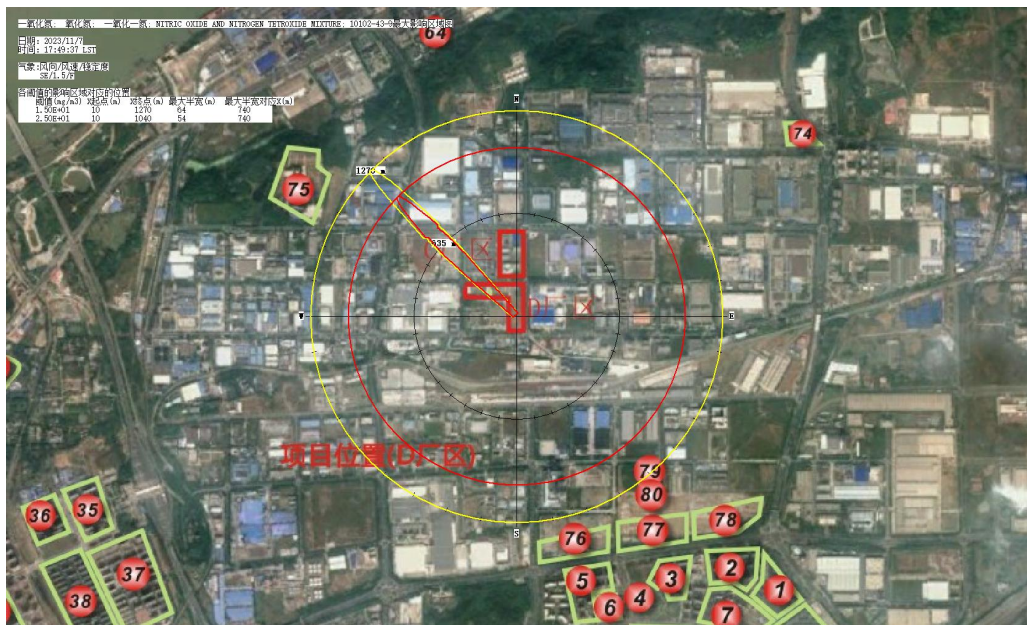 一氧化氮; 氧化氮; 一氧化一氮; NITRIC OXIDE AND NITROGEN TETROXIDE MIXTURE; 10102-43-9最大影响区域图
日期: 2023/11/7
时间: 17:49:37 LST
气象:风向/风速/稳定度
SE/1.5/F
各阈值的影响区域对应的位置
阈值(mg/m3) X起点(m) X终点(m) 最大半宽(m) 最大半宽对应X(m)
1.50E+01 10 1270 64 740
2.50E+01 10 1040 54 740
64
N
74
1270 m
75
635 m
W
E
项目位置(D厂区)
79
80
36
35
S
76
77
78
37
38
5
6
4
3
2
1
7